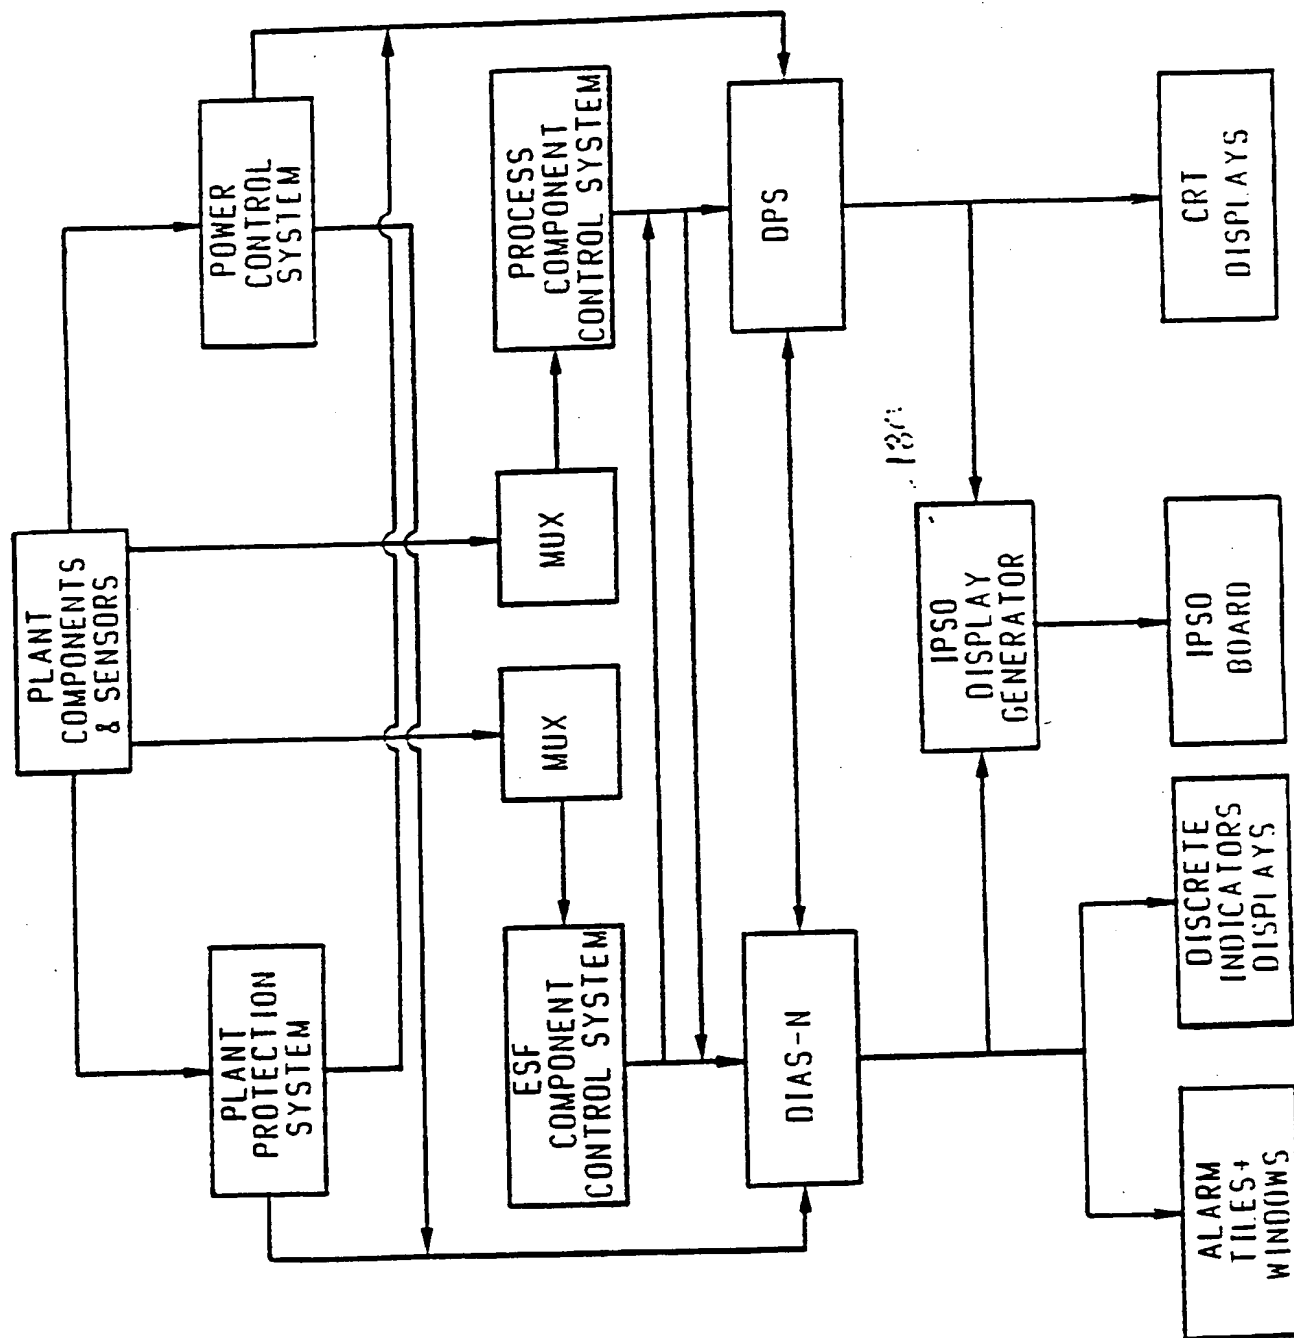 PLANT
COMPONENTS
& SENSORS
POWER
CONTROL
SYSTEM
PLANT
PROTECTION
SYSTEM
MUX
MUX
PROCESS
COMPONENT
CONTROL SYSTEM
ESF
COMPONENT
CONTROL SYSTEM
DPS
DIAS-N
IPSO
DISPLAY
GENERATOR
CRT
DISPLAYS
IPSO
BOARD
DISCRETE
INDICATORS
DISPLAYS
ALARM
TILES+
WINDOWS